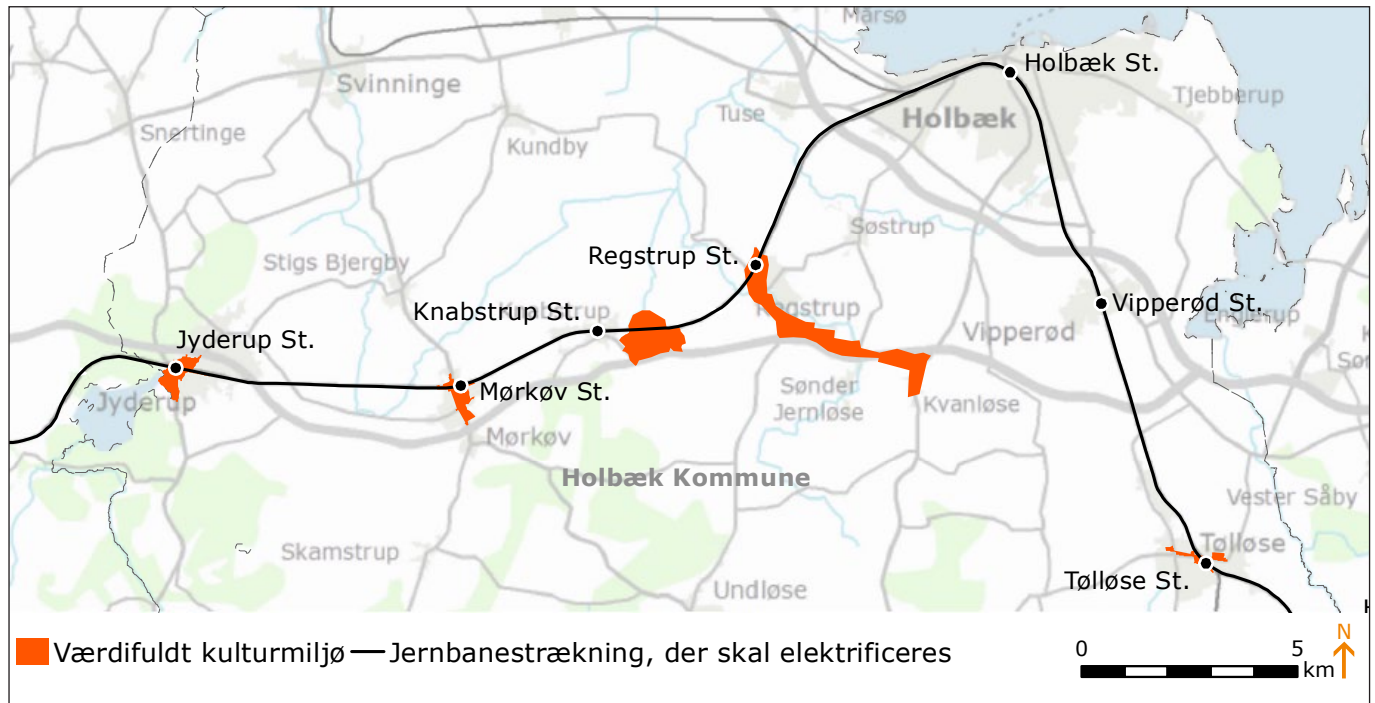 Mårsø
Holbæk St.
Svinninge
Tjebberup
Tuse
Holbæk
Snertinge
Kundby
Søstrup
Regstrup St.
Stigs Bjergby
Vipperød St.
Knabstrup St.
Regstrup
Vipperød
Jyderup St.
Mørkøv St.
Sønder
Jernløse
Jyderup
Kvanløse
Mørkøv
Holbæk Kommune
Vester Såby
Skamstrup
Tølløse
Tølløse St.
Undløse
Værdifuldt kulturmiljø
Jernbanestrækning, der skal elektrificeres
0 5
km
N